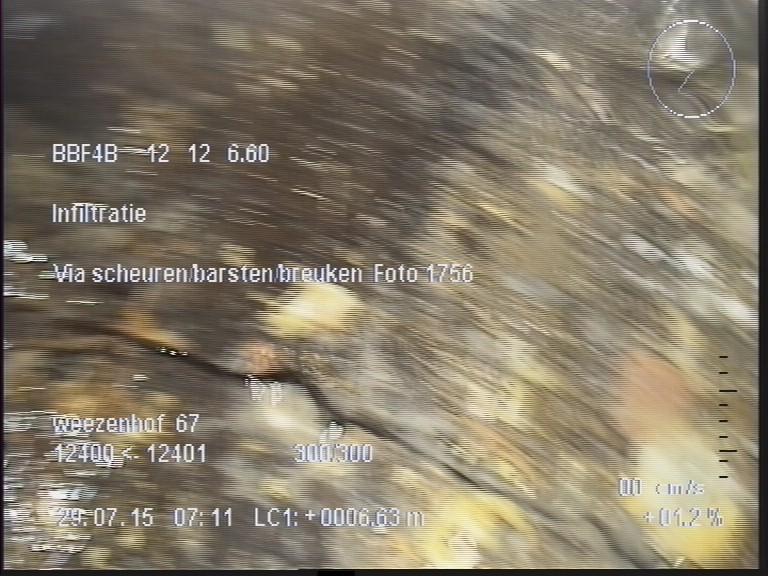 BBF4B 12 12 6.60
Infiltratie
Via scheuren/barsten/breuken Foto 1756
weezenhof 67
12400 <- 12401 300/300
00 cm/s
29.07.15 07:11 LC1:+0006.63 m
+01.2 %